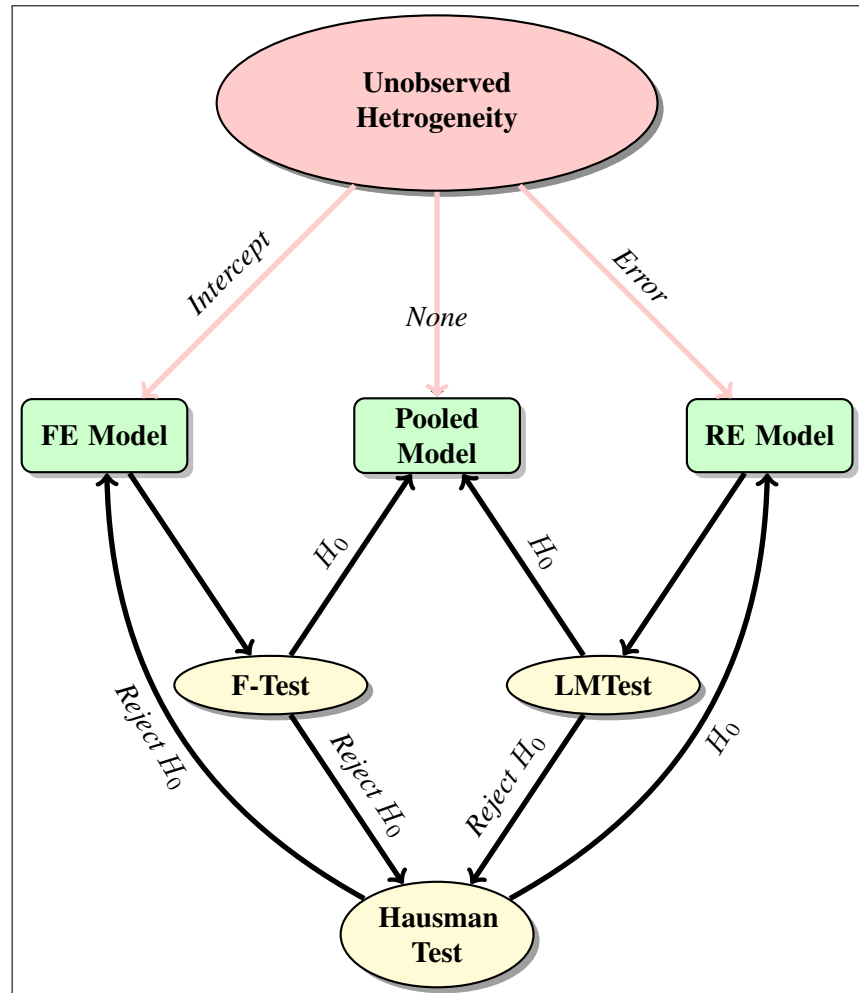 Unobserved
Hetrogeneity
Intercept
None
Error
FE Model
Pooled
Model
RE Model
H₀
H₀
F-Test
LMTest
Reject H₀
Reject H₀
Reject H₀
H₀
Hausman
Test